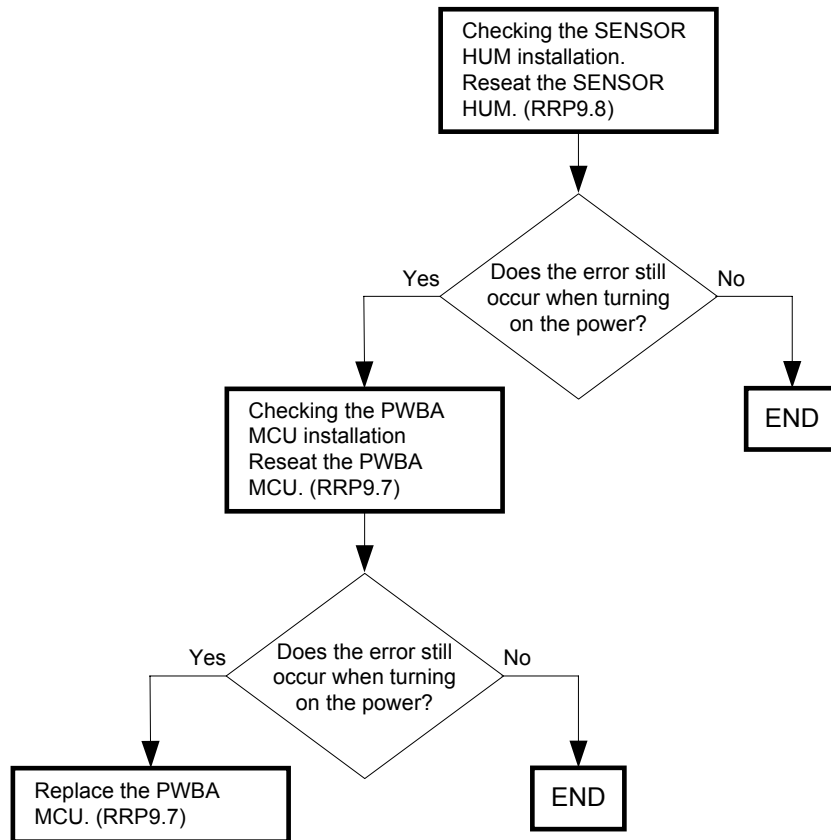 Checking the SENSOR
HUM installation.
Reseat the SENSOR
HUM. (RRP9.8)
Yes
Does the error still
occur when turning
on the power?
No
Checking the PWBA
MCU installation
Reseat the PWBA
MCU. (RRP9.7)
END
Yes
Does the error still
occur when turning
on the power?
No
Replace the PWBA
MCU. (RRP9.7)
END